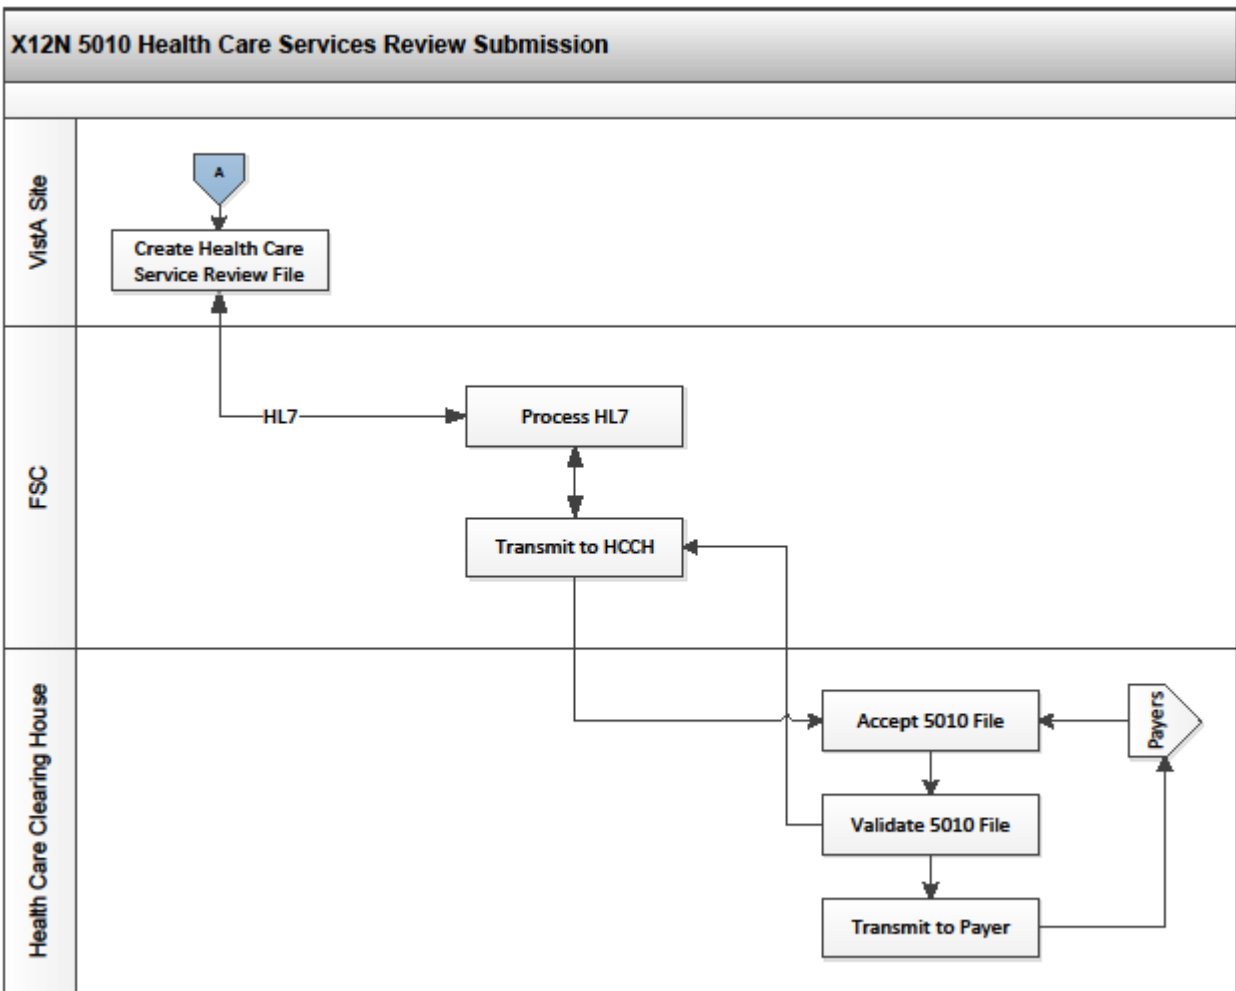 X12N 5010 Health Care Services Review Submission
VistA Site
A
Create Health Care
Service Review File
FSC
HL7
Process HL7
Transmit to HCCH
Health Care Clearing House
Accept 5010 File
Payers
Validate 5010 File
Transmit to Payer